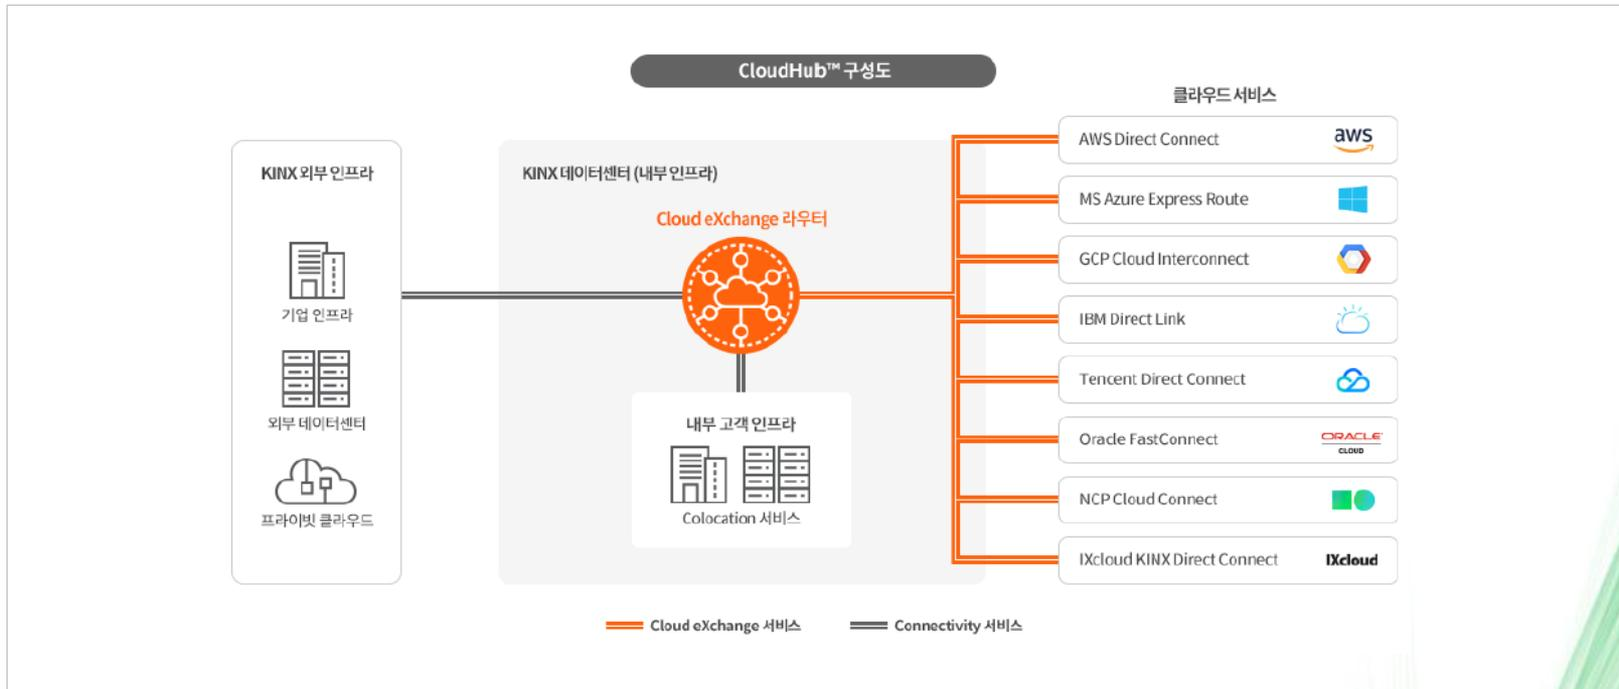 CloudHub™ 구성도
클라우드 서비스
KINX 외부 인프라
기업 인프라
외부 데이터센터
프라이빗 클라우드
KINX 데이터센터 (내부 인프라)
Cloud eXchange 라우터
내부 고객 인프라
Colocation 서비스
AWS Direct Connect
aws
MS Azure Express Route
GCP Cloud Interconnect
IBM Direct Link
Tencent Direct Connect
Oracle FastConnect
ORACLE
CLOUD
NCP Cloud Connect
IXcloud KINX Direct Connect
IXcloud
Cloud eXchange 서비스
Connectivity 서비스